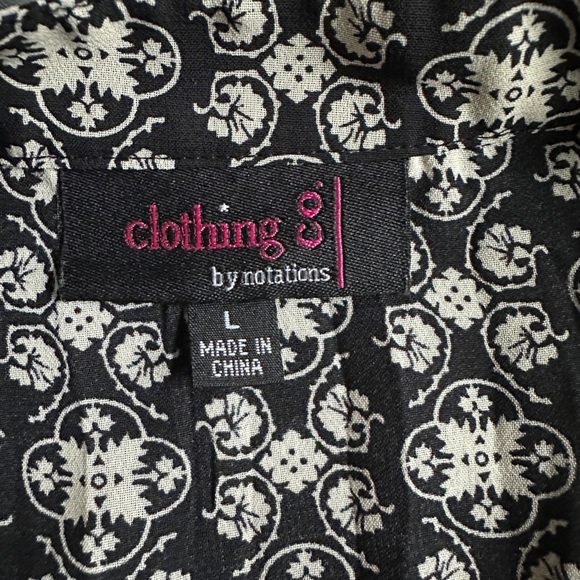 clothing co.
by notations
L
MADE IN
CHINA